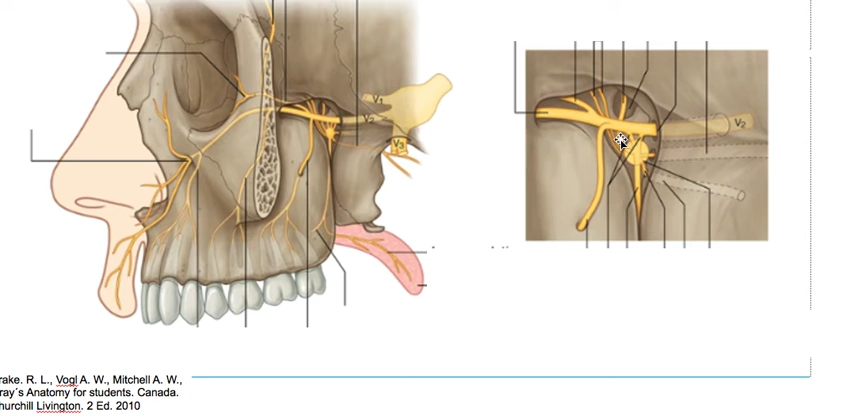 V₁
V₂
V₃
V₂
rake. R. L., Vogl A. W., Mitchell A. W.,
ray´s Anatomy for students. Canada.
hurchill Livington. 2 Ed. 2010